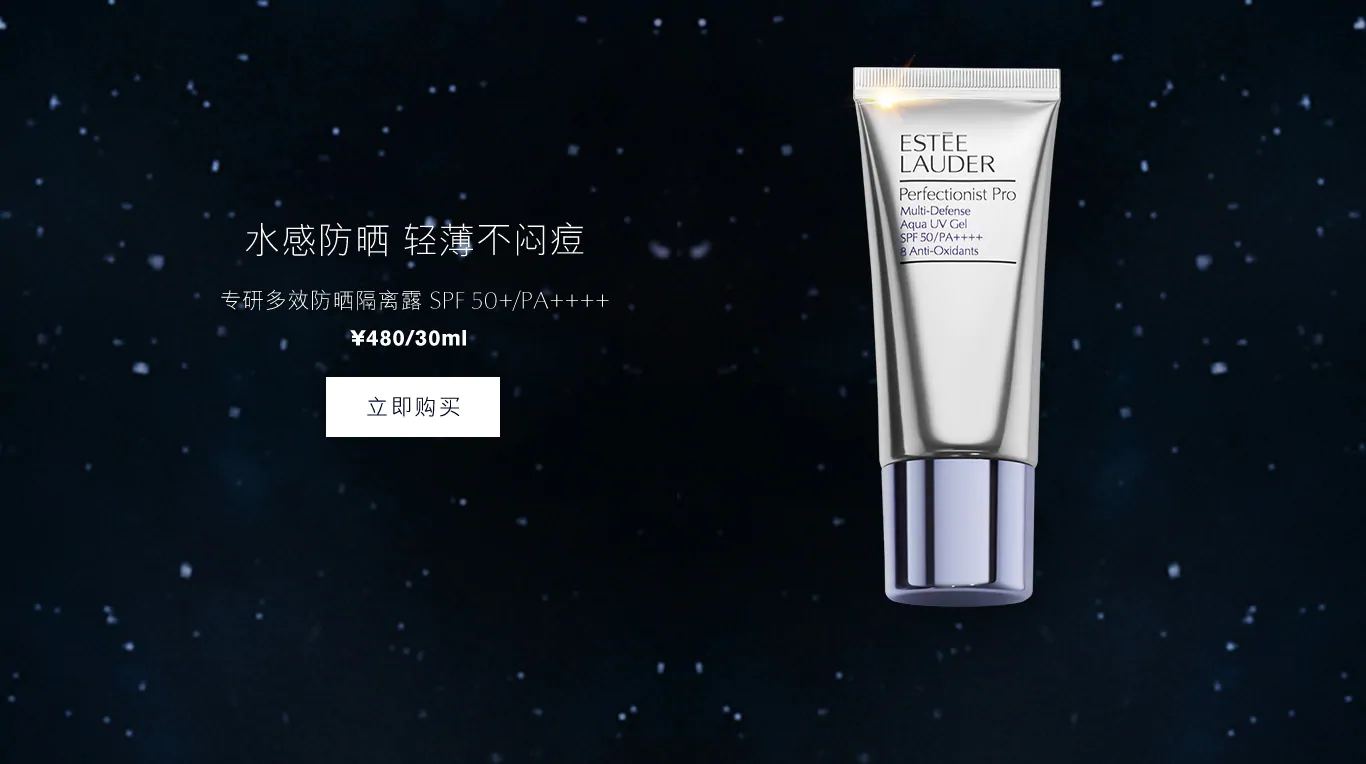 水感防晒 轻薄不闷痘
专研多效防晒隔离露 SPF 50+/PA++++
¥480/30ml
立即购买
ESTĒE
LAUDER
Perfectionist Pro
Multi-Defense
Aqua UV Gel
SPF 50/PA++++
8 Anti-Oxidants